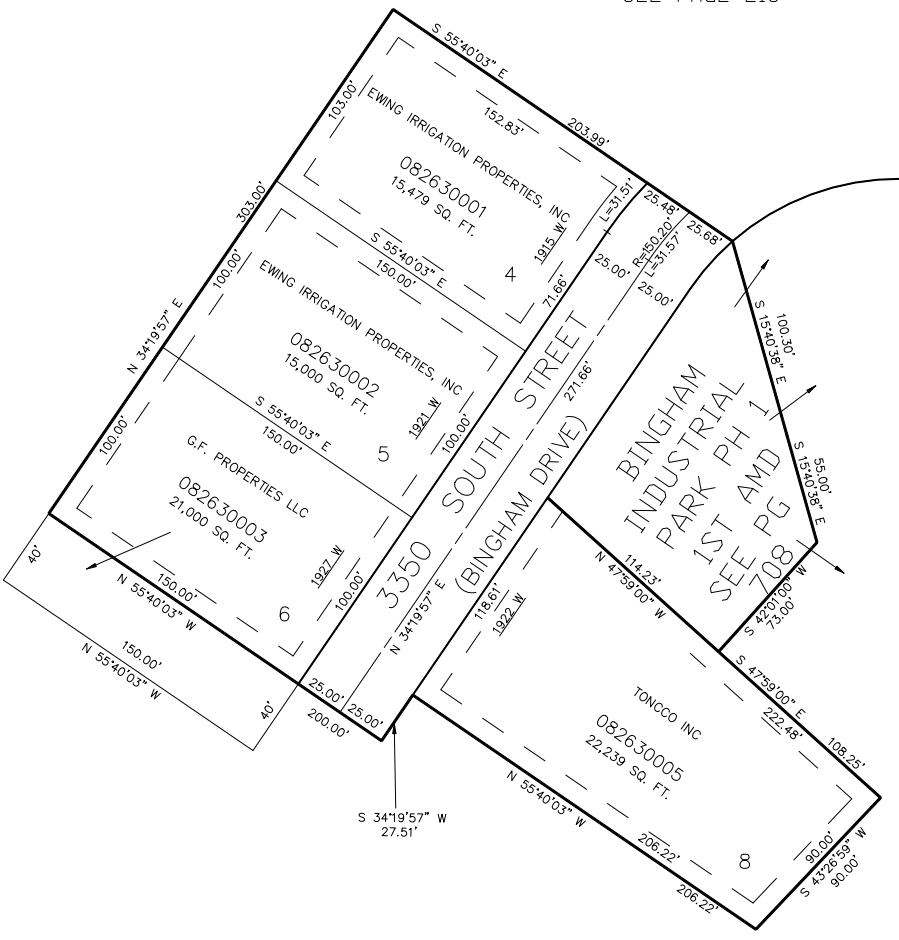 S 55°40'03" E
203.99'
152.83'
103.00'
EWING IRRIGATION PROPERTIES, INC
082630001
15,479 SQ. FT.
1915 W
4
L=31.51'
25.48'
25.68'
R=150.20'
L=31.57'
25.00'
25.00'
71.66'
303.00'
N 34°19'57" E
S 55°40'03" E
150.00'
100.00'
EWING IRRIGATION PROPERTIES, INC
082630002
15,000 SQ. FT.
1921 W
5
100.00'
S 55°40'03" E
150.00'
100.00'
G.F. PROPERTIES LLC
082630003
21,000 SQ. FT.
1927 W
6
100.00'
150.00'
N 55°40'03" W
40'
150.00'
N 55°40'03" W
40'
25.00'
25.00'
200.00'
3350 SOUTH STREET
(BINGHAM DRIVE)
271.66'
N 34°19'57" E
S 34°19'57" W
27.51'
100.30'
S 15°40'38" E
55.00'
S 15°40'38" E
BINGHAM
INDUSTRIAL
PARK PH 1
1ST AMD
SEE PG
708
S 42°01'00" W
73.00'
114.23'
N 47°59'00" W
118.61'
1922 W
S 47°59'00" E
222.48'
108.25'
TONCCO INC
082630005
22,239 SQ. FT.
8
N 55°40'03" W
206.22'
206.22'
90.00'
S 43°26'59" W
90.00'